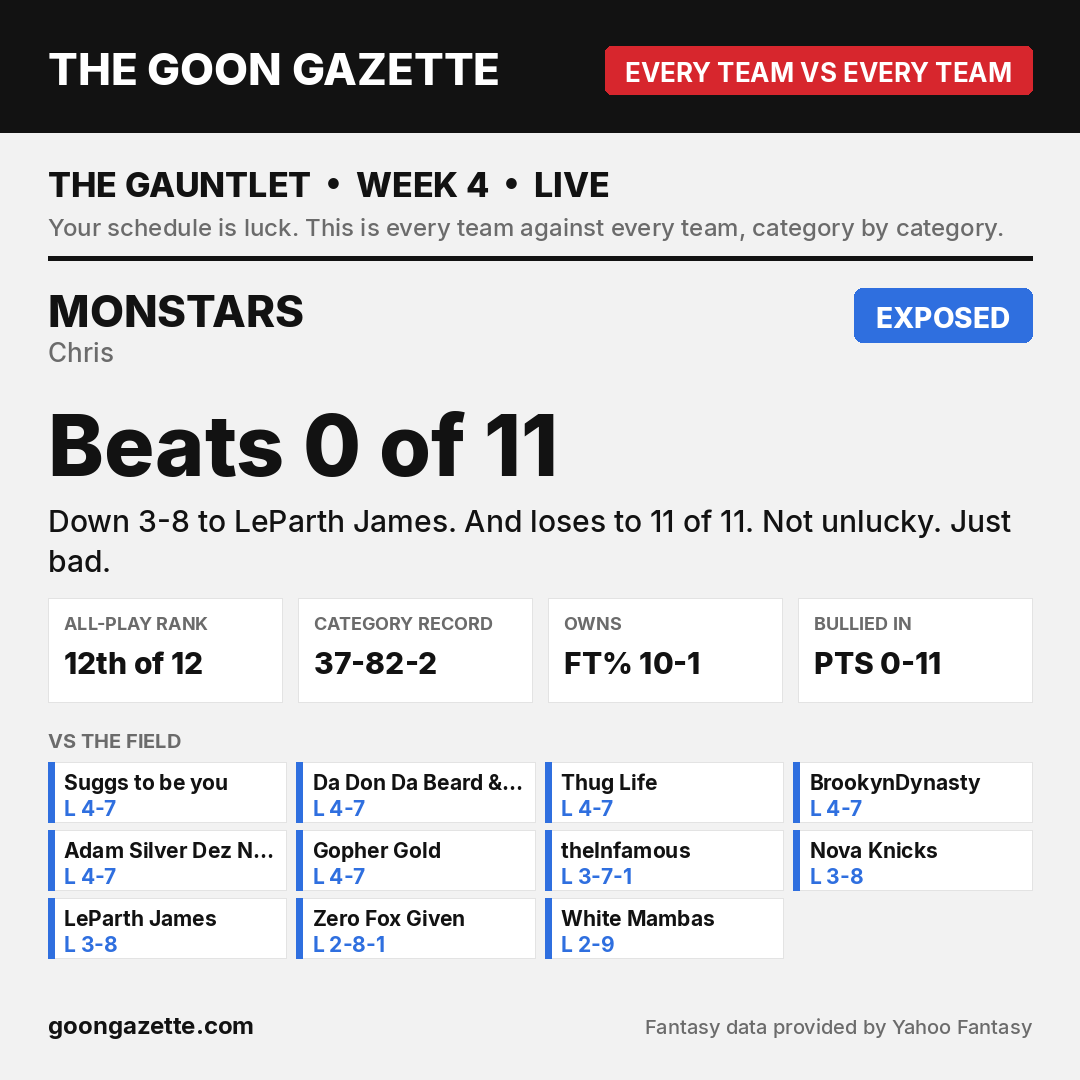 THE GOON GAZETTE
EVERY TEAM VS EVERY TEAM
THE GAUNTLET • WEEK 4 • LIVE
Your schedule is luck. This is every team against every team, category by category.
MONSTARS
EXPOSED
Chris
Beats 0 of 11
Down 3-8 to LeParth James. And loses to 11 of 11. Not unlucky. Just
bad.
ALL-PLAY RANK
12th of 12
CATEGORY RECORD
37-82-2
OWNS
FT% 10-1
BULLIED IN
PTS 0-11
VS THE FIELD
Suggs to be you
L 4-7
Da Don Da Beard &...
L 4-7
Thug Life
L 4-7
BrookynDynasty
L 4-7
Adam Silver Dez N...
L 4-7
Gopher Gold
L 4-7
theInfamous
L 3-7-1
Nova Knicks
L 3-8
LeParth James
L 3-8
Zero Fox Given
L 2-8-1
White Mambas
L 2-9
goongazette.com
Fantasy data provided by Yahoo Fantasy